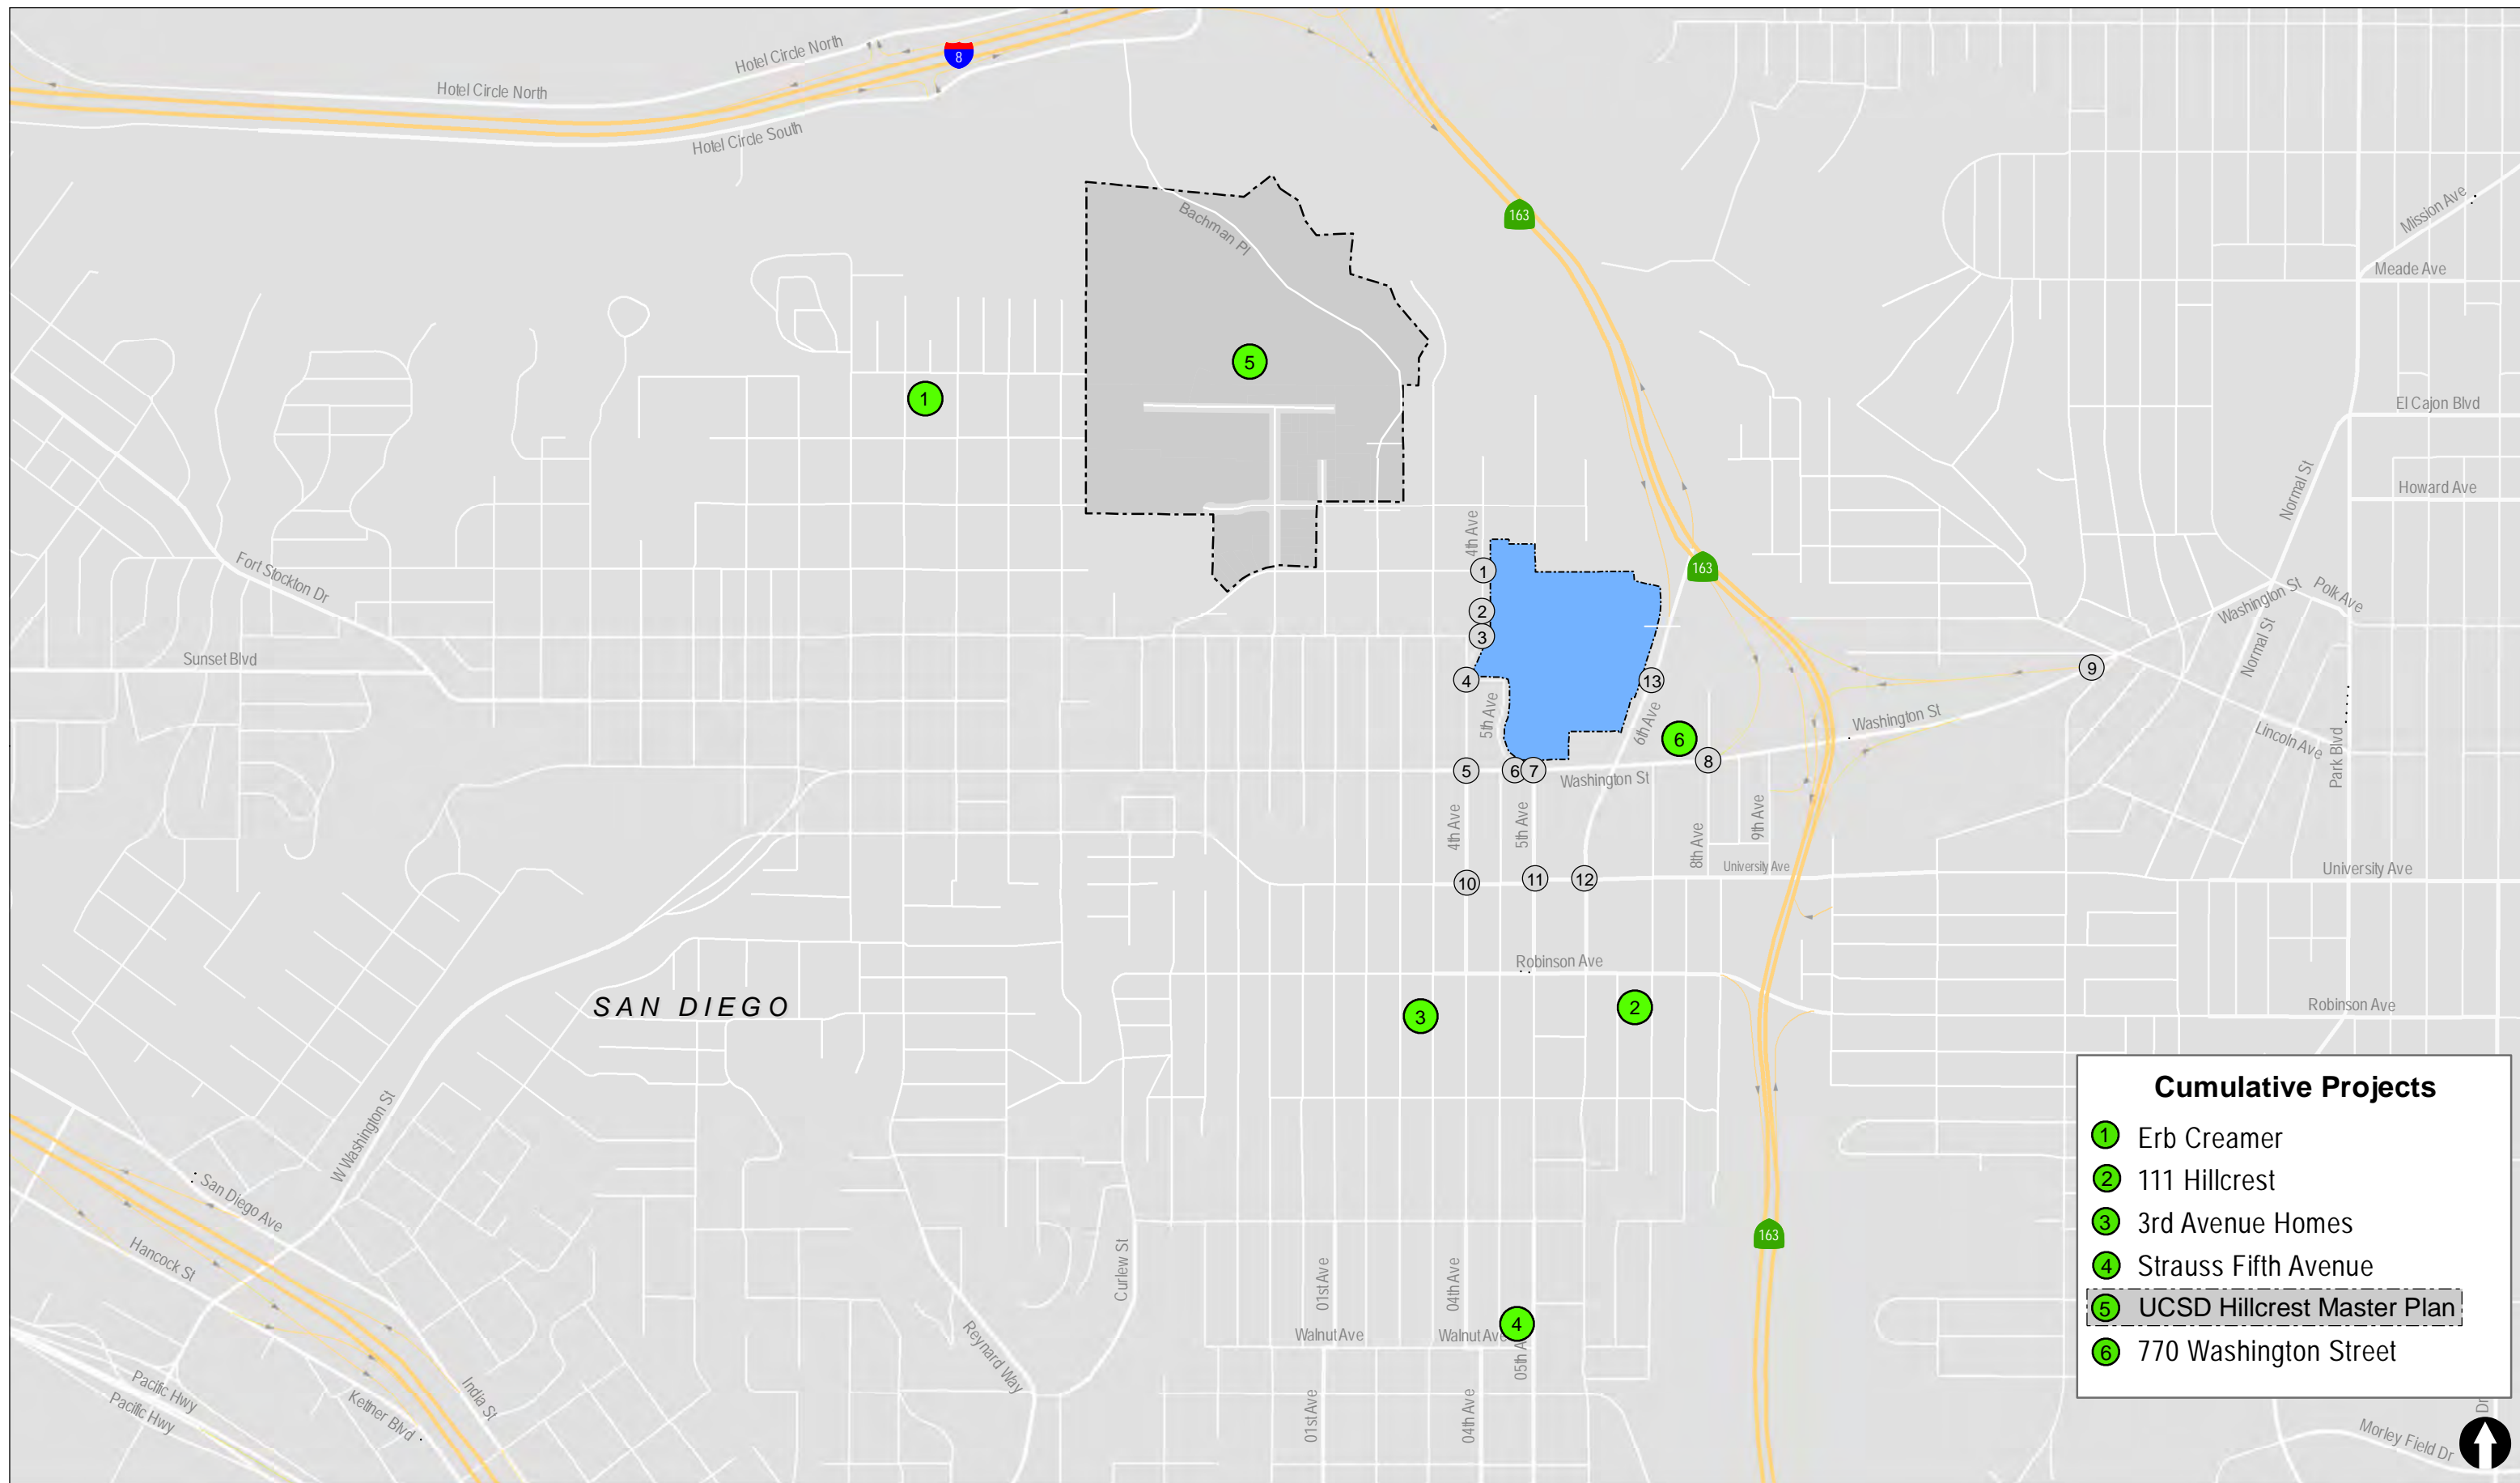 Hotel Circle North
8
Hotel Circle North
Hotel Circle South
163
Bachman Pl
Mission Ave
Meade Ave
5
1
El Cajon Blvd
Normal St
Howard Ave
4th Ave
1
163
Fort Stockton Dr
2
3
Washington St
Polk Ave
Normal St
Sunset Blvd
4
13
9
5th Ave
6th Ave
6
Washington St
Lincoln Ave
Park Blvd
5
6
7
8
Washington St
4th Ave
5th Ave
8th Ave
9th Ave
University Ave
University Ave
10
11
12
Robinson Ave
SAN DIEGO
3
2
Robinson Ave
W Washington St
San Diego Ave
Hancock St
Curlew St
01st Ave
04th Ave
163
4
Walnut Ave
Walnut Ave
05th A
Reynard Way
India St
Pacific Hwy
Pacific Hwy
Kettner Blvd
01st Ave
04th Ave
Cumulative Projects
1 Erb Creamer
2 111 Hillcrest
3 3rd Avenue Homes
4 Strauss Fifth Avenue
5 UCSD Hillcrest Master Plan
6 770 Washington Street
Dr
Morley Field Dr